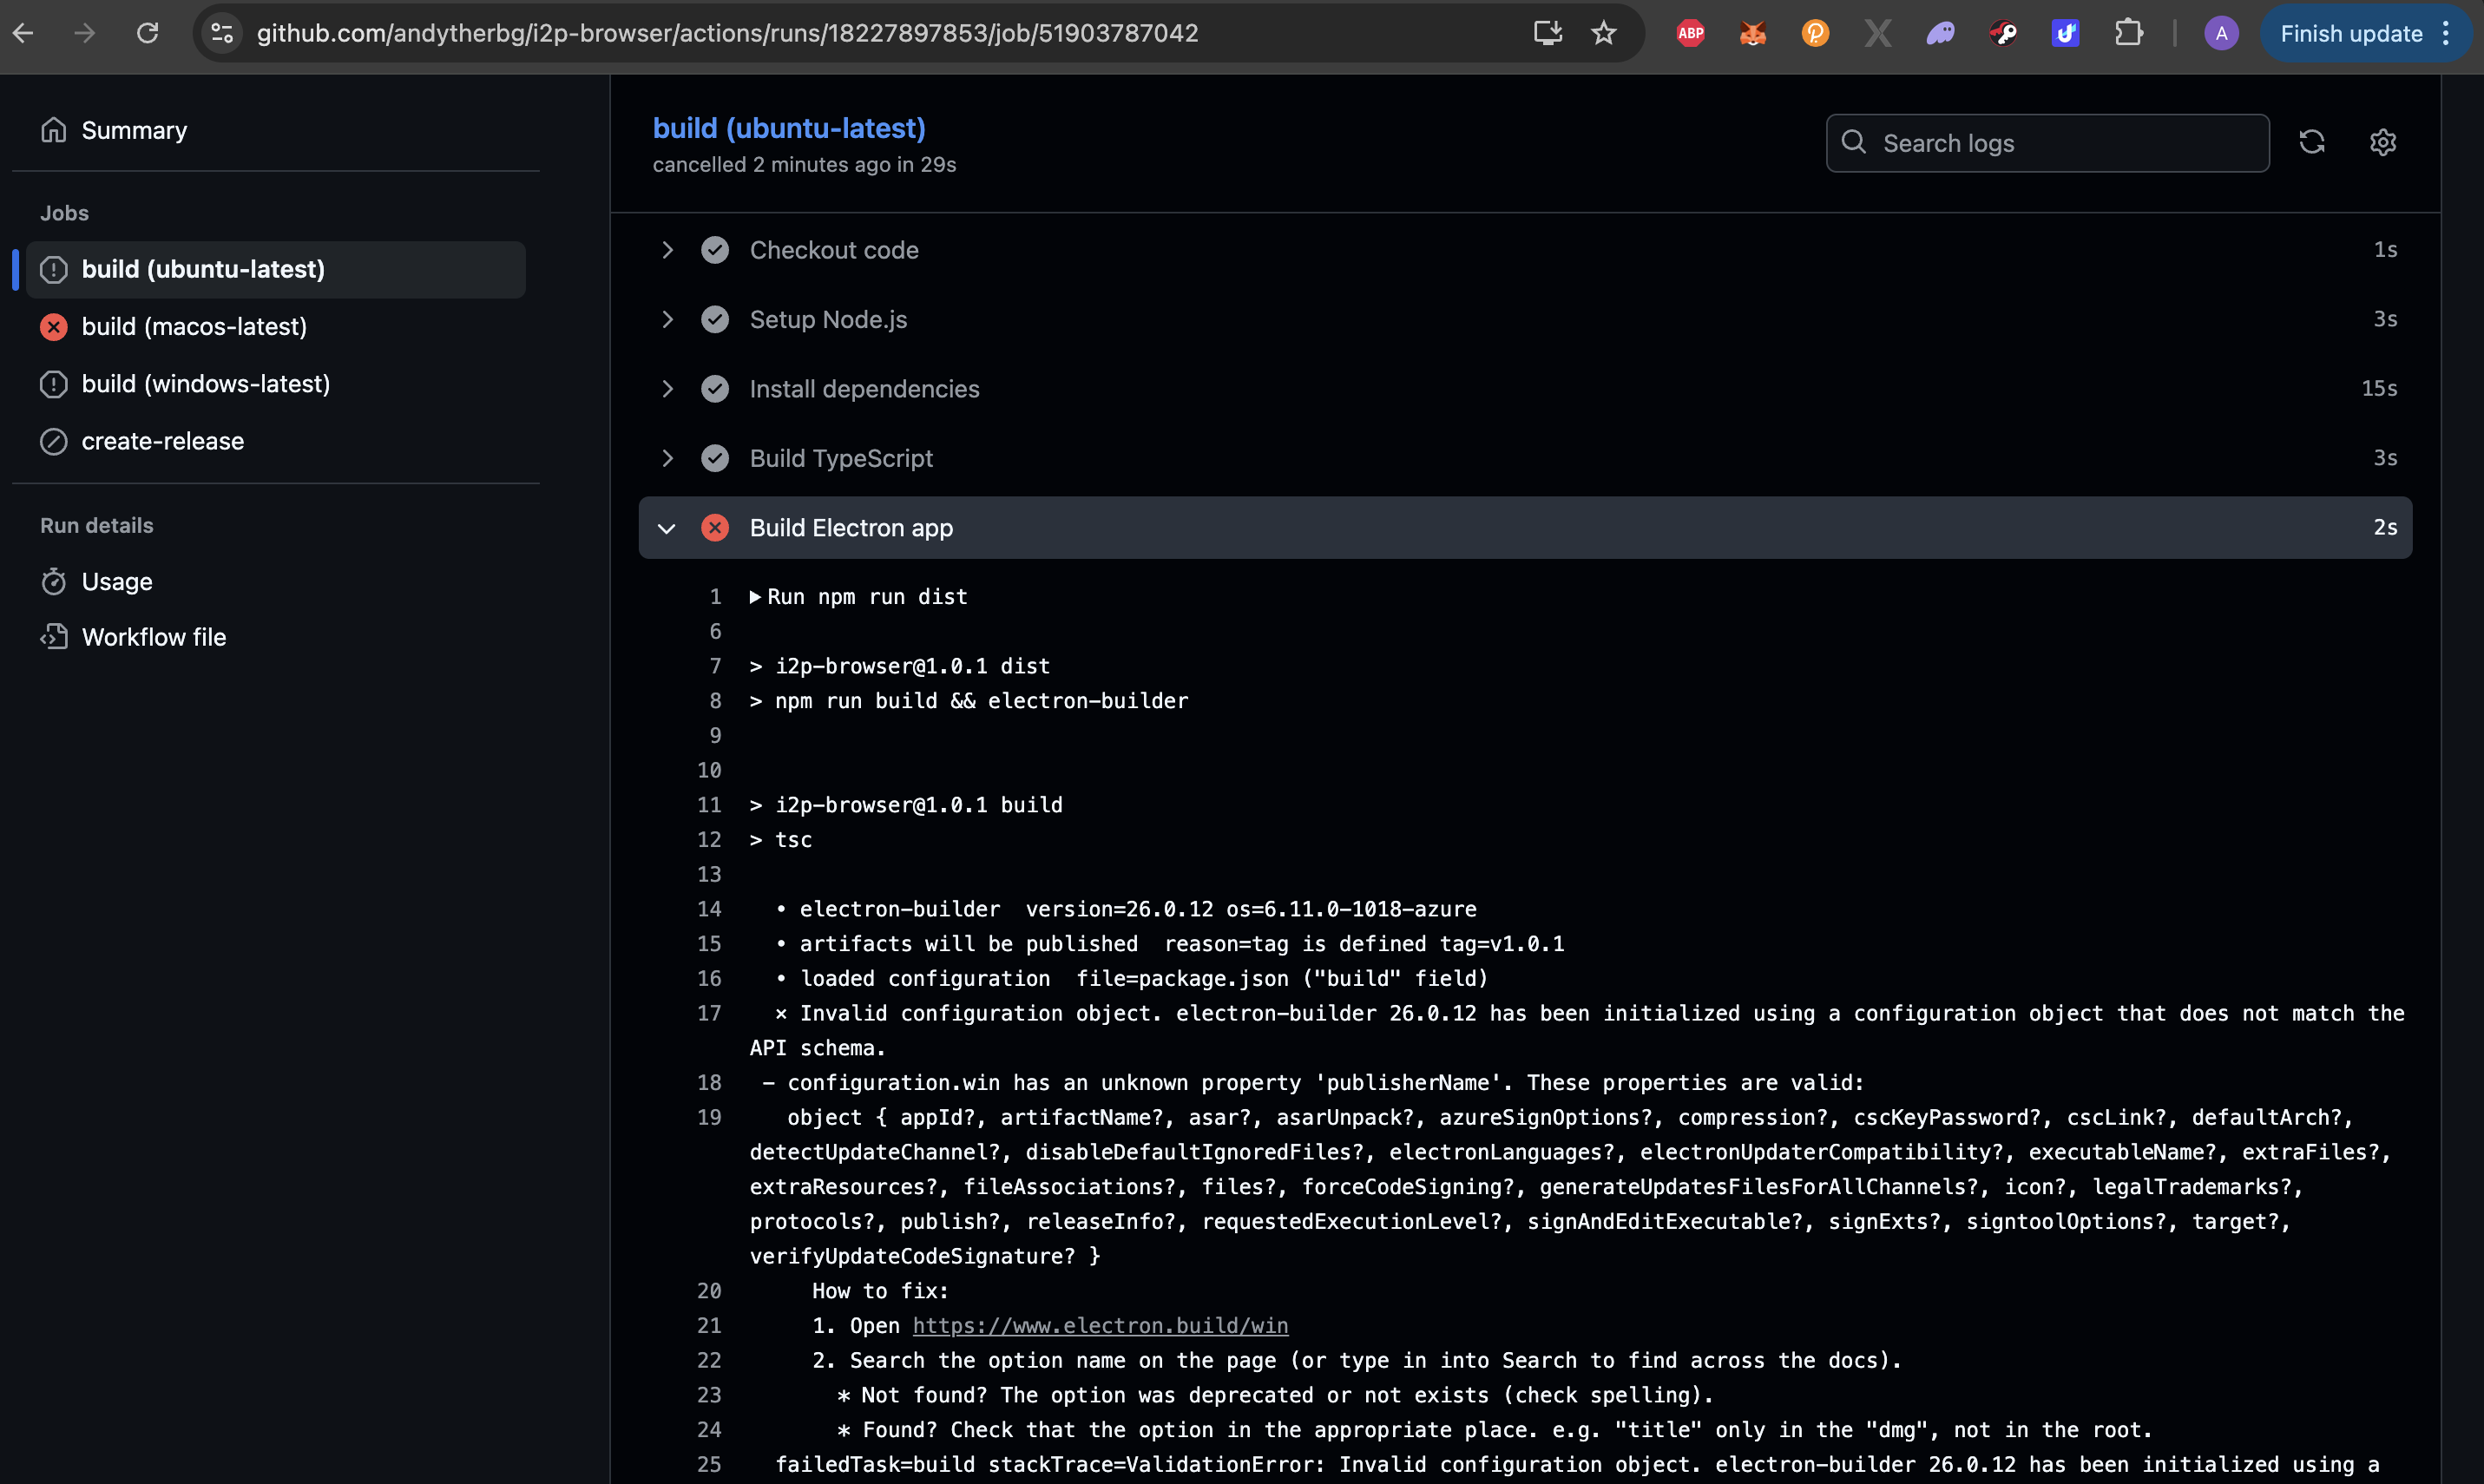 github.com/andytherbg/i2p-browser/actions/runs/18227897853/job/51903787042
ABP
A
Finish update
Summary
Jobs
build (ubuntu-latest)
build (macos-latest)
build (windows-latest)
create-release
Run details
Usage
Workflow file
build (ubuntu-latest)
cancelled 2 minutes ago in 29s
Search logs
Checkout code 1s
Setup Node.js 3s
Install dependencies 15s
Build TypeScript 3s
Build Electron app 2s
1 Run npm run dist
6
7 > i2p-browser@1.0.1 dist
8 > npm run build && electron-builder
9
10
11 > i2p-browser@1.0.1 build
12 > tsc
13
14 • electron-builder version=26.0.12 os=6.11.0-1018-azure
15 • artifacts will be published reason=tag is defined tag=v1.0.1
16 • loaded configuration file=package.json ("build" field)
17 ⨯ Invalid configuration object. electron-builder 26.0.12 has been initialized using a configuration object that does not match the
API schema.
18 - configuration.win has an unknown property 'publisherName'. These properties are valid:
19 object { appId?, artifactName?, asar?, asarUnpack?, azureSignOptions?, compression?, cscKeyPassword?, cscLink?, defaultArch?,
detectUpdateChannel?, disableDefaultIgnoredFiles?, electronLanguages?, electronUpdaterCompatibility?, executableName?, extraFiles?,
extraResources?, fileAssociations?, files?, forceCodeSigning?, generateUpdatesFilesForAllChannels?, icon?, legalTrademarks?,
protocols?, publish?, releaseInfo?, requestedExecutionLevel?, signAndEditExecutable?, signExts?, signtoolOptions?, target?,
verifyUpdateCodeSignature? }
20 How to fix:
21 1. Open https://www.electron.build/win
22 2. Search the option name on the page (or type in into Search to find across the docs).
23 * Not found? The option was deprecated or not exists (check spelling).
24 * Found? Check that the option in the appropriate place. e.g. "title" only in the "dmg", not in the root.
25 failedTask=build stackTrace=ValidationError: Invalid configuration object. electron-builder 26.0.12 has been initialized using a